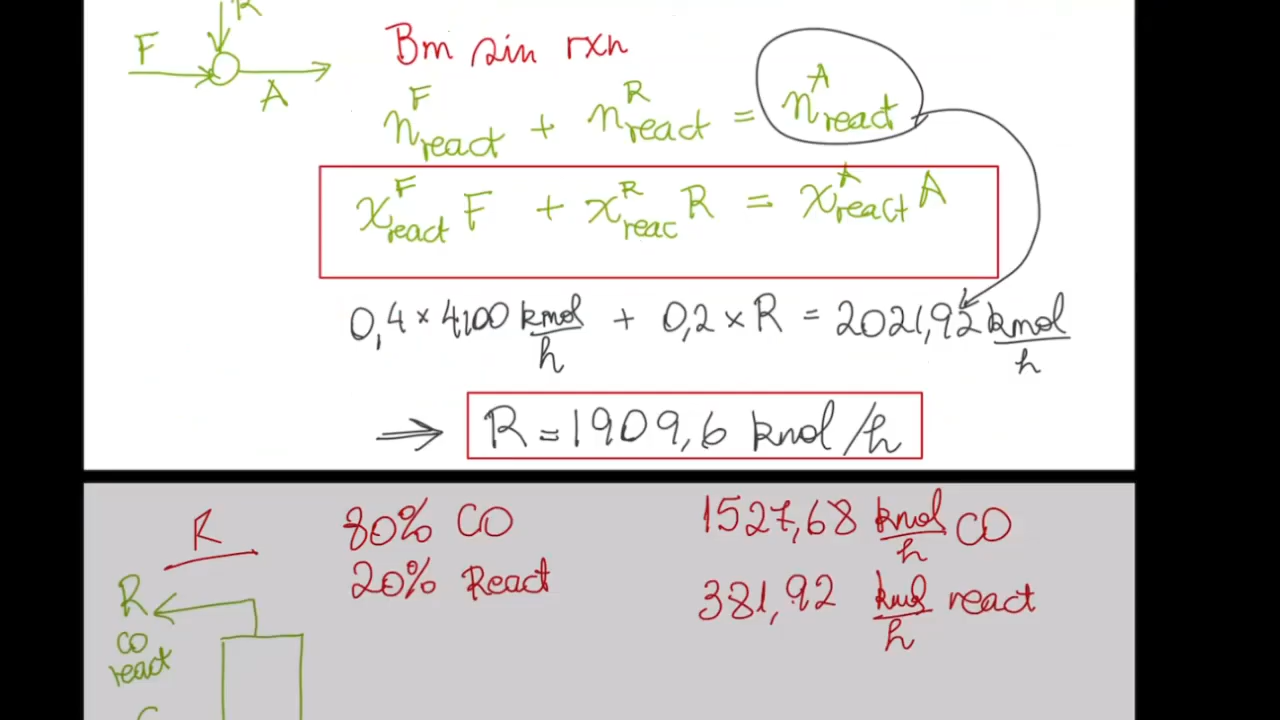 R
F
A
Bm sin rxn
n^F_react + n^R_react = n^A_react
x^F_react F + x^R_reac R = x^A_react A
0,4 × 4100 kmol/h + 0,2 × R = 2021,92 kmol/h
⇒ R = 1909,6 kmol/h
R
80% CO 1527,68 kmol/h CO
20% React 381,92 kmol/h react
R
CO
react